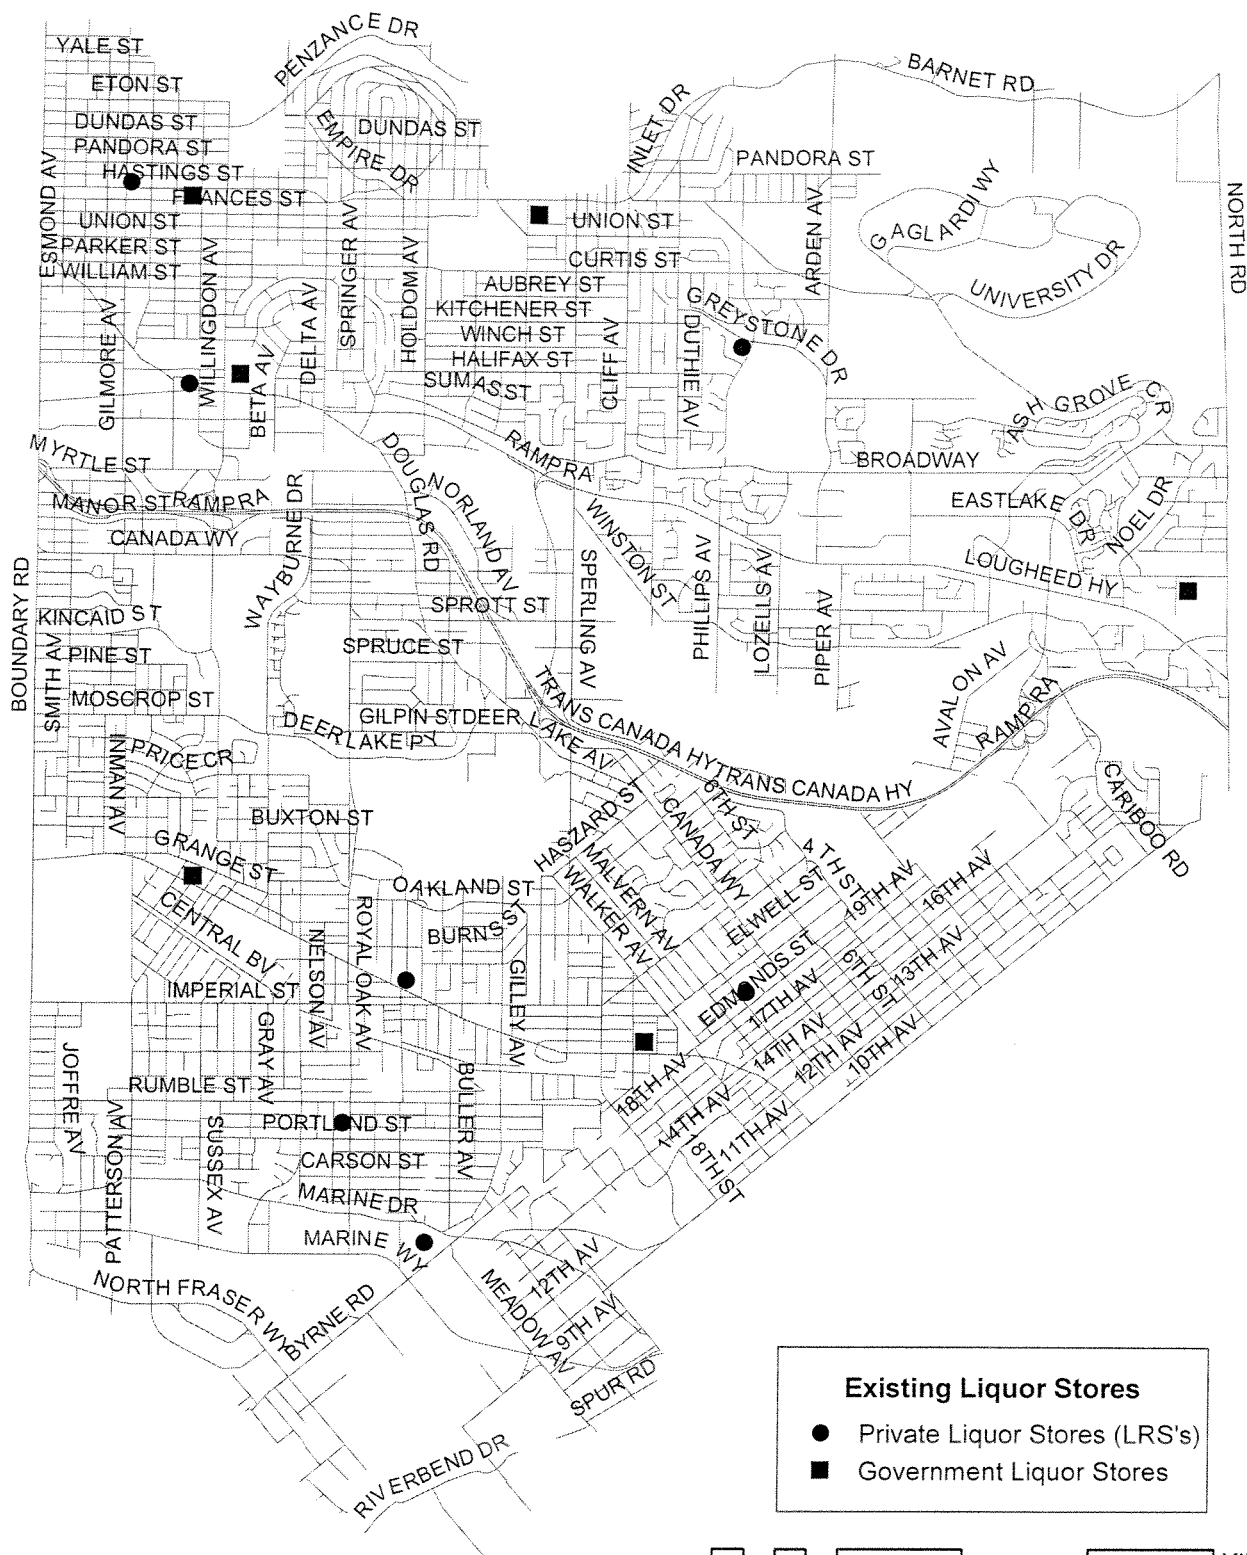 PENZANCE DR
YALE ST
BARNET RD
ETON ST
INLET DR
DUNDAS ST
EMPIRE DR
DUNDAS ST
PANDORA ST
PANDORA ST
HASTINGS ST
ESMOND AV
FRANCES ST
GAGLARDI WY
NORTH RD
ARDEN AV
UNION ST
UNION ST
PARKER ST
CURTIS ST
WILLIAM ST
UNIVERSITY DR
SPRINGER AV
HOLDOM AV
AUBREY ST
KITCHENER ST
WINCH ST
HALIFAX ST
SUMAS ST
GREYSTONE DR
GILMORE AV
WILLINGDON AV
BETA AV
DELTA AV
CLIFF AV
DUTHIE AV
ASH GROVE CR
MYRTLE ST
DOUGLAS RD
RAMPRA
BROADWAY
MANOR ST
RAMPRA
NORLAND AV
WINSTON ST
EASTLAKE DR
NOEL DR
CANADA WY
WAYBURNE DR
LOUGHEED HY
BOUNDARY RD
SPERLING AV
PHILLIPS AV
LOZELLS AV
PIPER AV
KINCAID ST
SPROTT ST
SMITH AV
PINE ST
SPRUCE ST
MOSCROP ST
AVALON AV
RAMPRA
DEER LAKE PY
GILPIN ST
DEER LAKE AV
TRANS CANADA HY
TRANS CANADA HY
INMAN AV
PRICE CR
CARIBOO RD
BUXTON ST
HASZARD ST
CANADA WY
6TH ST
GRANGE ST
MALVERN AV
WALKER AV
4TH ST
OAKLAND ST
ELWELL ST
19TH AV
16TH AV
CENTRAL BV
ROYAL OAK AV
BURNS ST
NELSON AV
GILLEY AV
EDMONDS ST
6TH ST
13TH AV
IMPERIAL ST
17TH AV
GRAY AV
14TH AV
12TH AV
10TH AV
JOFFRE AV
RUMBLE ST
BULLER AV
18TH AV
14TH AV
11TH AV
PATTERSON AV
SUSSEX AV
PORTLAND ST
18TH ST
CARSON ST
MARINE DR
MARINE WY
12TH AV
NORTH FRASER WY
BYRNE RD
MEADOW AV
9TH AV
SPUR RD
RIVERBEND DR
Existing Liquor Stores
Private Liquor Stores (LRS's)
Government Liquor Stores